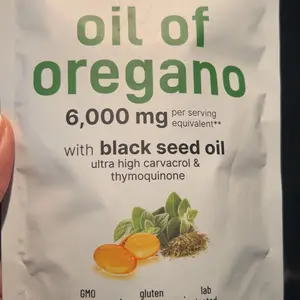 oil of
oregano
6,000 mg per serving
equivalent**
with black seed oil
ultra high carvacrol &
thymoquinone
GMO gluten lab